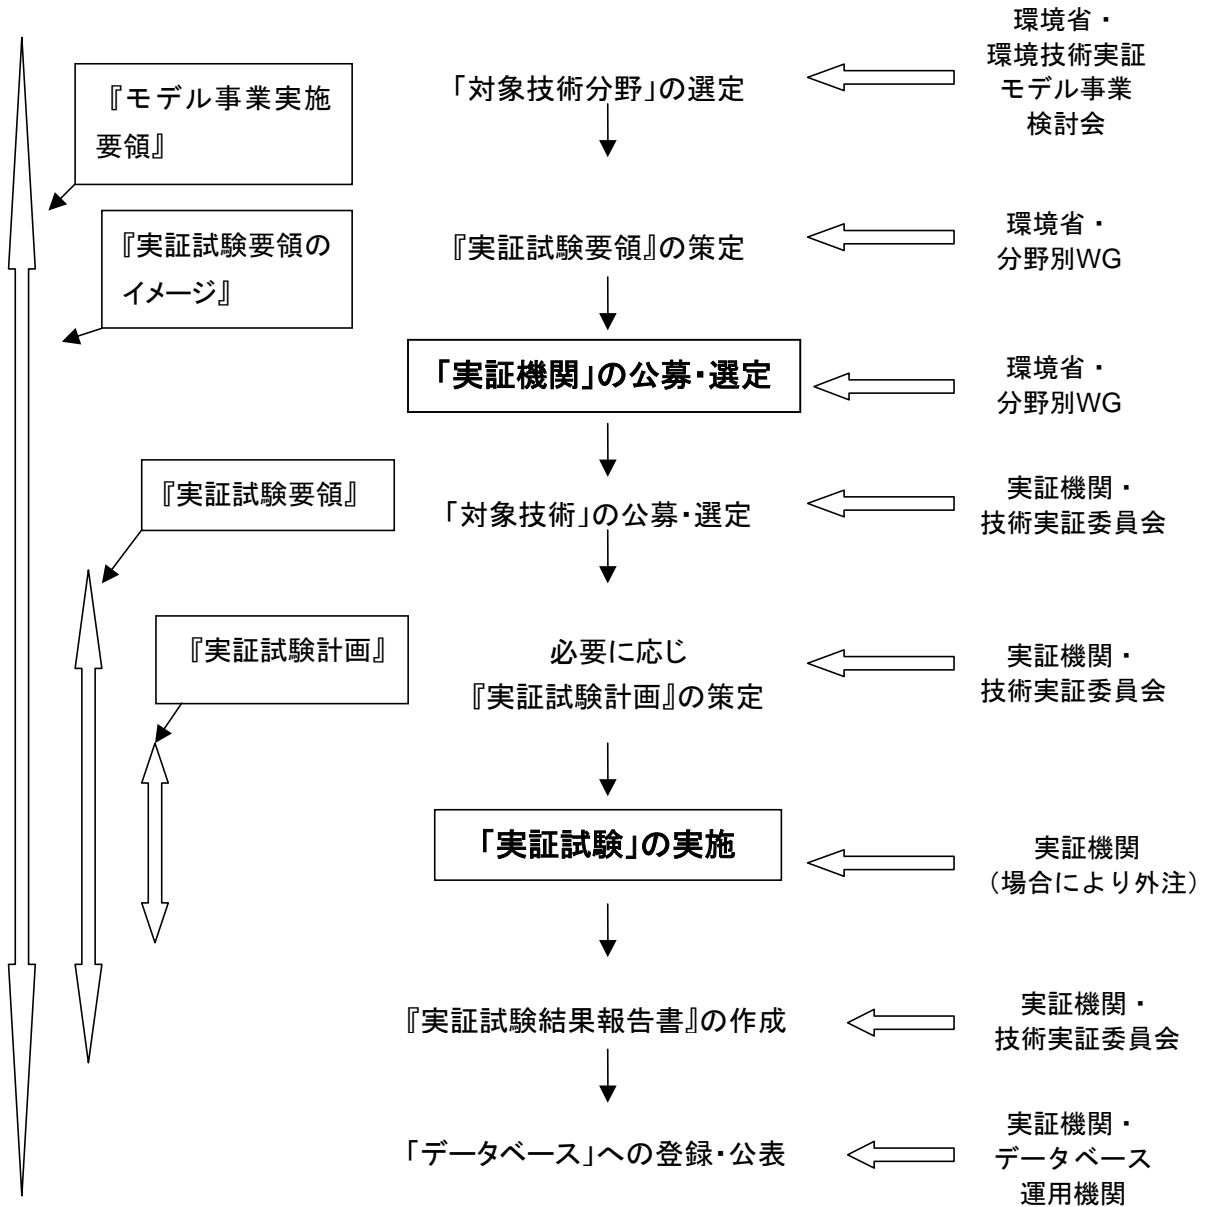 環境省・
環境技術実証
モデル事業
検討会
「対象技術分野」の選定
『モデル事業実施
要領』
『実証試験要領の
イメージ』
『実証試験要領』の策定
環境省・
分野別WG
「実証機関」の公募・選定
環境省・
分野別WG
『実証試験要領』
「対象技術」の公募・選定
実証機関・
技術実証委員会
『実証試験計画』
必要に応じ
『実証試験計画』の策定
実証機関・
技術実証委員会
「実証試験」の実施
実証機関
（場合により外注）
『実証試験結果報告書』の作成
実証機関・
技術実証委員会
「データベース」への登録・公表
実証機関・
データベース
運用機関